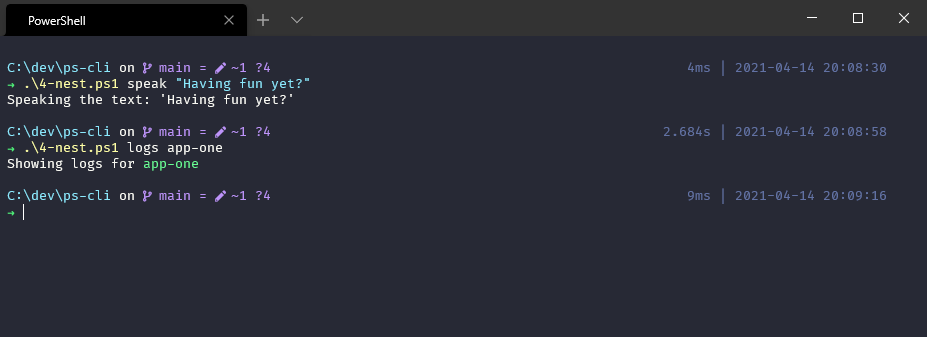 PowerShell
C:\dev\ps-cli on main = ~1 ?4 4ms | 2021-04-14 20:08:30
→ .\4-nest.ps1 speak "Having fun yet?"
Speaking the text: 'Having fun yet?'
C:\dev\ps-cli on main = ~1 ?4 2.684s | 2021-04-14 20:08:58
→ .\4-nest.ps1 logs app-one
Showing logs for app-one
C:\dev\ps-cli on main = ~1 ?4 9ms | 2021-04-14 20:09:16
→